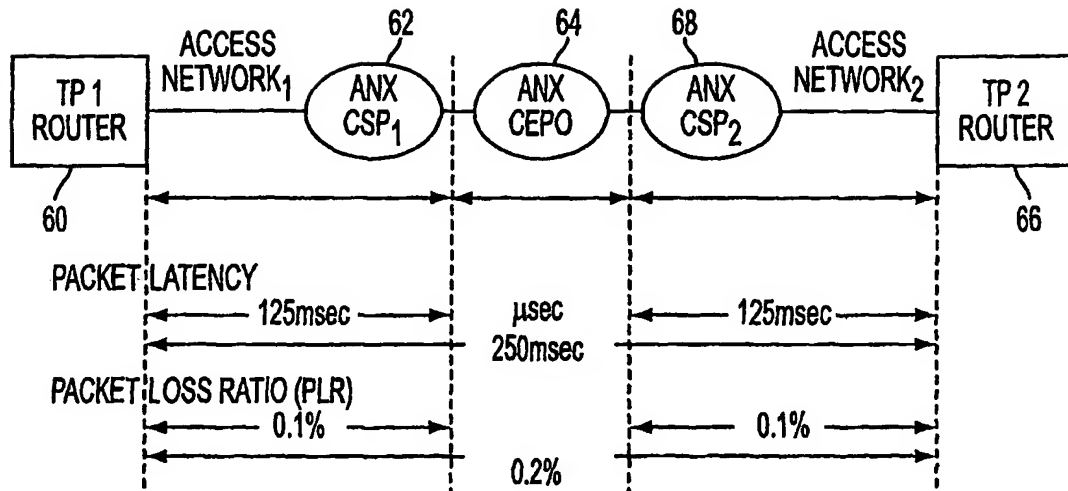 62
64
68
ACCESS
NETWORK1
ACCESS
NETWORK2
TP 1
ROUTER
ANX
CSP1
ANX
CEPO
ANX
CSP2
TP 2
ROUTER
60
66
PACKET LATENCY
125msec
μsec
125msec
250msec
PACKET LOSS RATIO (PLR)
0.1%
0.1%
0.2%